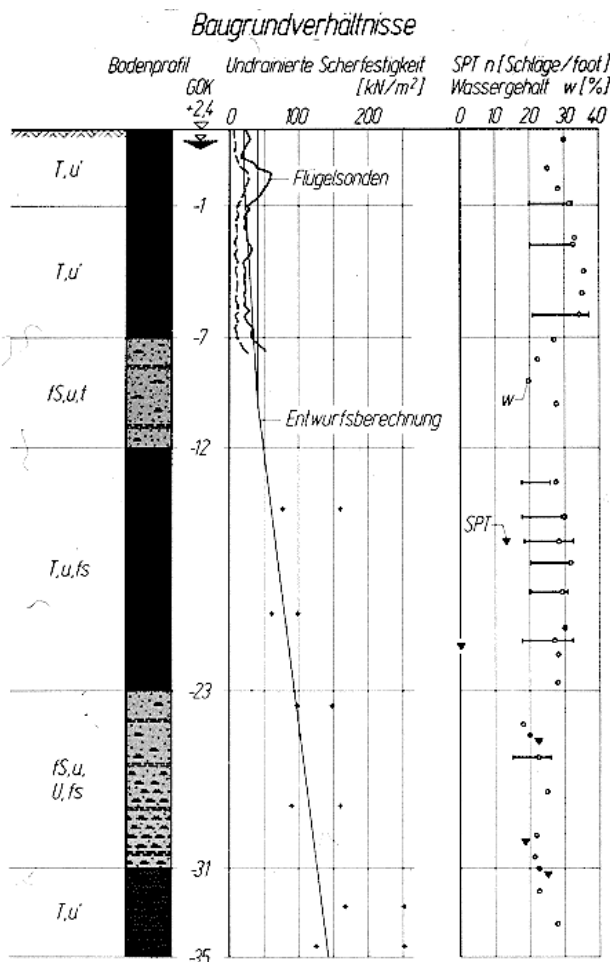 Baugrundverhältnisse
Bodenprofil
GOK
+2,4
Undrainierte Scherfestigkeit
[kN/m²]
0 100 200
SPT n [Schläge/foot]
Wassergehalt w [%]
0 10 20 30 40
T,u'
Flugelsonden
-1
T,u'
-7
fS,u,t
w
Entwurfsberechnung
-12
SPT
T,u,fs
-23
fS,u,
U,fs
-31
T,u'
-35